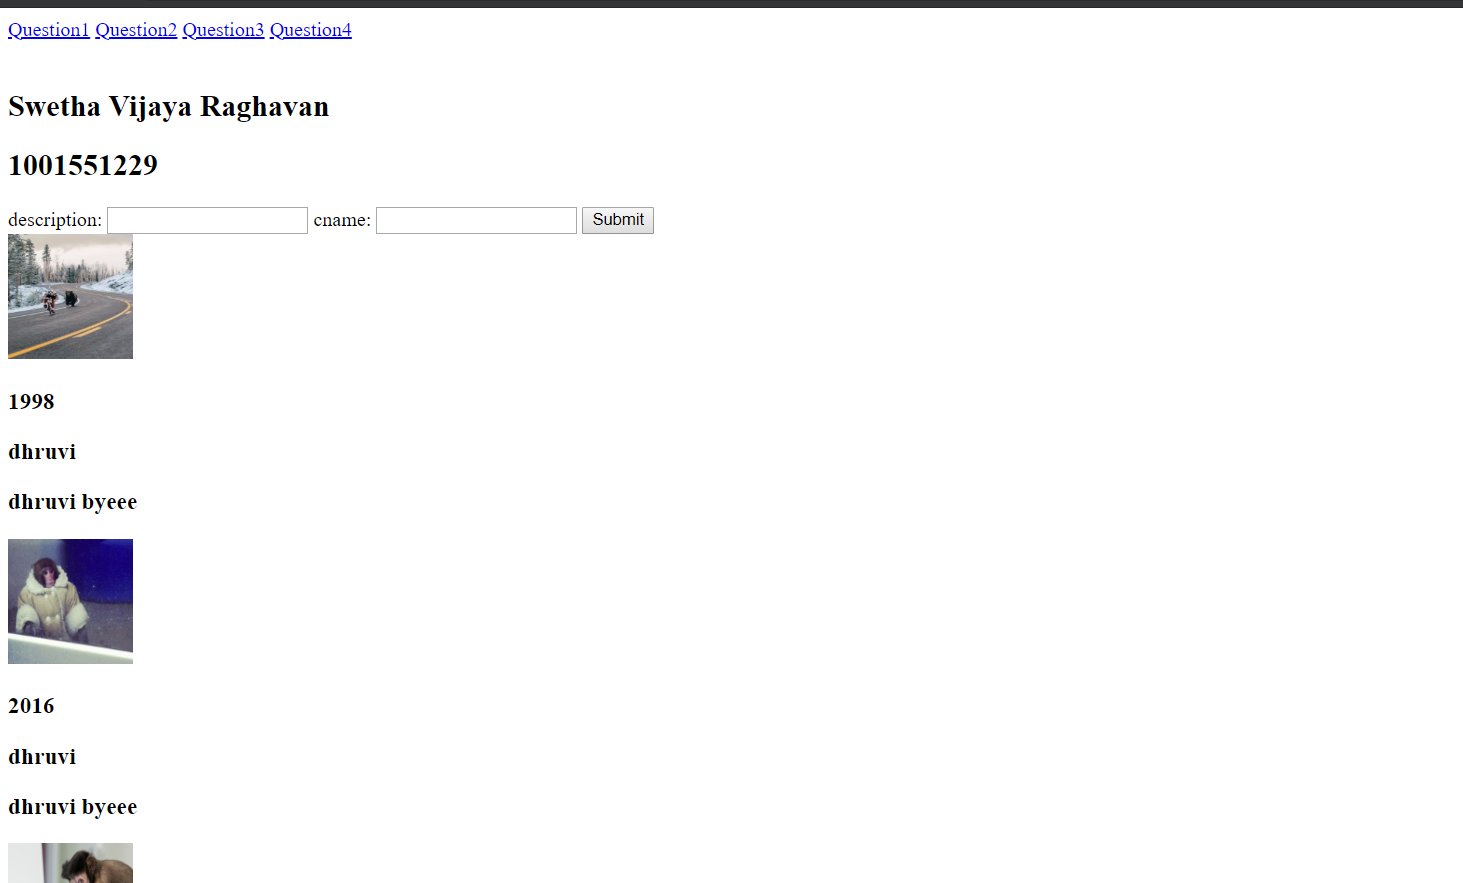 Question1 Question2 Question3 Question4
Swetha Vijaya Raghavan
1001551229
description: cname: Submit
1998
dhruvi
dhruvi byeee
2016
dhruvi
dhruvi byeee